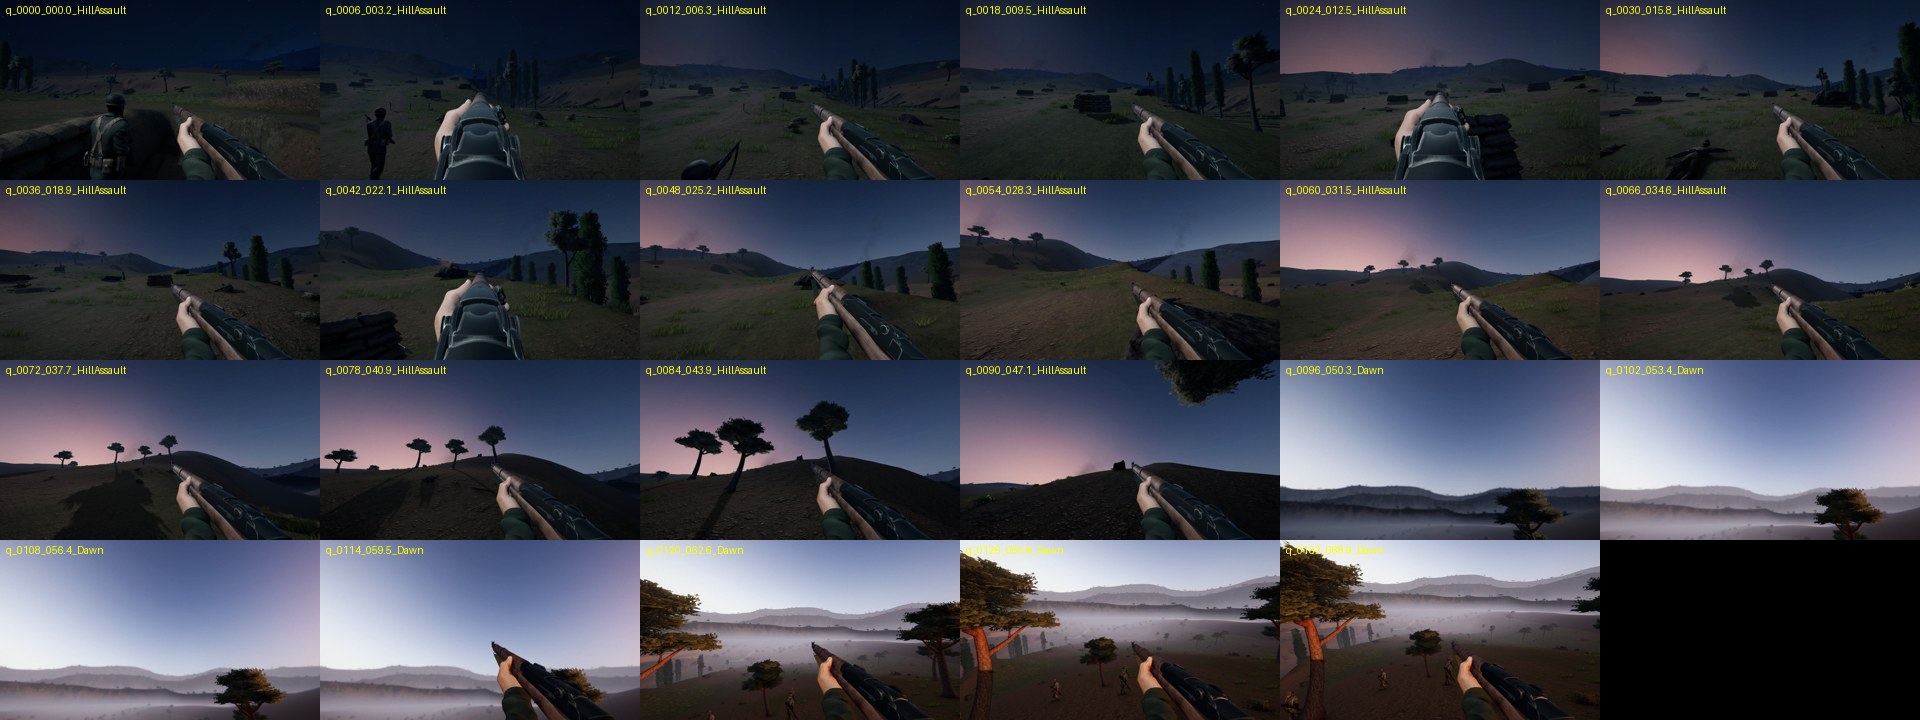 q_0000_000.0_HillAssault
q_0006_003.2_HillAssault
q_0012_006.3_HillAssault
q_0018_009.5_HillAssault
q_0024_012.5_HillAssault
q_0030_015.8_HillAssault
q_0036_018.9_HillAssault
q_0042_022.1_HillAssault
q_0048_025.2_HillAssault
q_0054_028.3_HillAssault
q_0060_031.5_HillAssault
q_0066_034.6_HillAssault
q_0072_037.7_HillAssault
q_0078_040.9_HillAssault
q_0084_043.9_HillAssault
q_0090_047.1_HillAssault
q_0096_050.3_Dawn
q_0102_053.4_Dawn
q_0108_056.4_Dawn
q_0114_059.5_Dawn